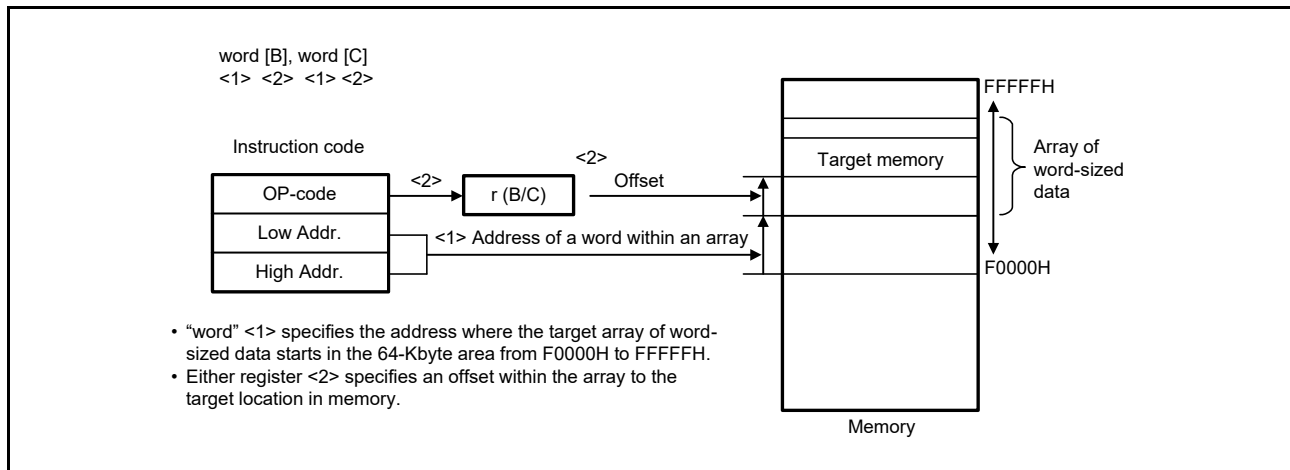 word [B], word [C]
<1> <2> <1> <2>
FFFFFH
Instruction code
<2>
Array of
word-sized
data
Target memory
OP-code
<2>
r (B/C)
Offset
Low Addr.
<1> Address of a word within an array
High Addr.
F0000H
• “word” <1> specifies the address where the target array of word-
sized data starts in the 64-Kbyte area from F0000H to FFFFFH.
• Either register <2> specifies an offset within the array to the
target location in memory.
Memory